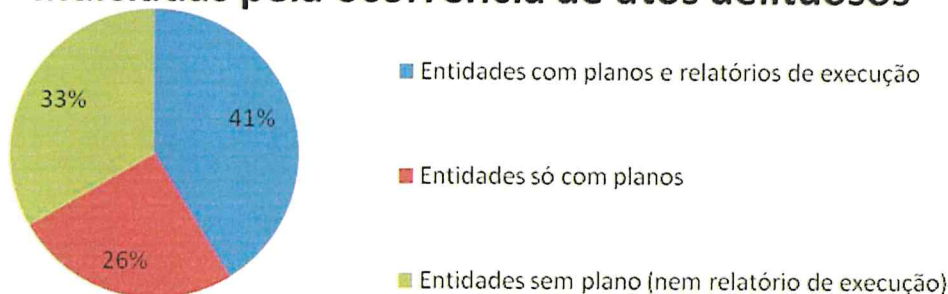 indiciadas pela ocorrência de atos delituosos
33%
41%
26%
Entidades com planos e relatórios de execução
Entidades só com planos
Entidades sem plano (nem relatório de execução)